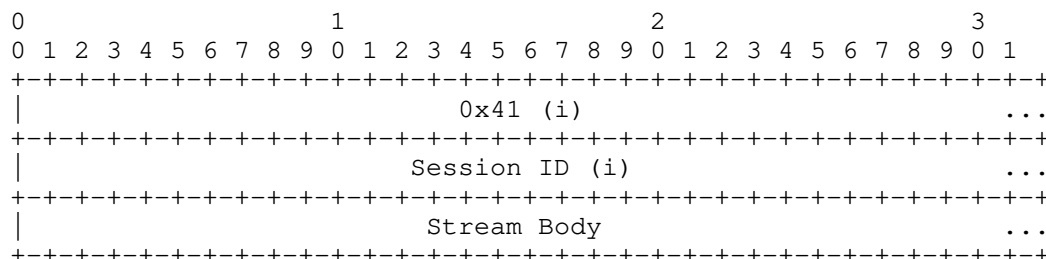 0                   1                   2                   3
0 1 2 3 4 5 6 7 8 9 0 1 2 3 4 5 6 7 8 9 0 1 2 3 4 5 6 7 8 9 0 1
+-+-+-+-+-+-+-+-+-+-+-+-+-+-+-+-+-+-+-+-+-+-+-+-+-+-+-+-+-+-+-+-+
|                           0x41 (i)                          ...
+-+-+-+-+-+-+-+-+-+-+-+-+-+-+-+-+-+-+-+-+-+-+-+-+-+-+-+-+-+-+-+-+
|                        Session ID (i)                       ...
+-+-+-+-+-+-+-+-+-+-+-+-+-+-+-+-+-+-+-+-+-+-+-+-+-+-+-+-+-+-+-+-+
|                         Stream Body                         ...
+-+-+-+-+-+-+-+-+-+-+-+-+-+-+-+-+-+-+-+-+-+-+-+-+-+-+-+-+-+-+-+-+